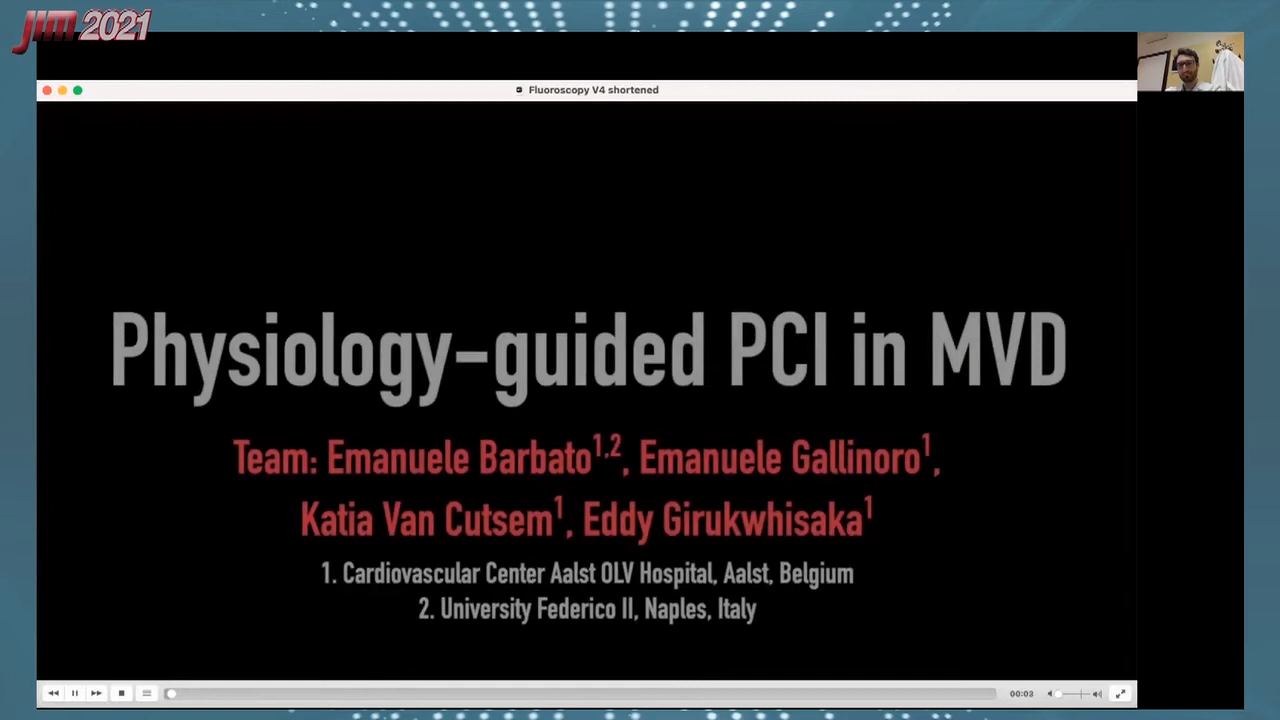 JIM 2021
Fluoroscopy V4 shortened
Physiology-guided PCI in MVD
Team: Emanuele Barbato1,2, Emanuele Gallinoro1,
Katia Van Cutsem1, Eddy Girukwhisaka1
1. Cardiovascular Center Aalst OLV Hospital, Aalst, Belgium
2. University Federico II, Naples, Italy
00:03